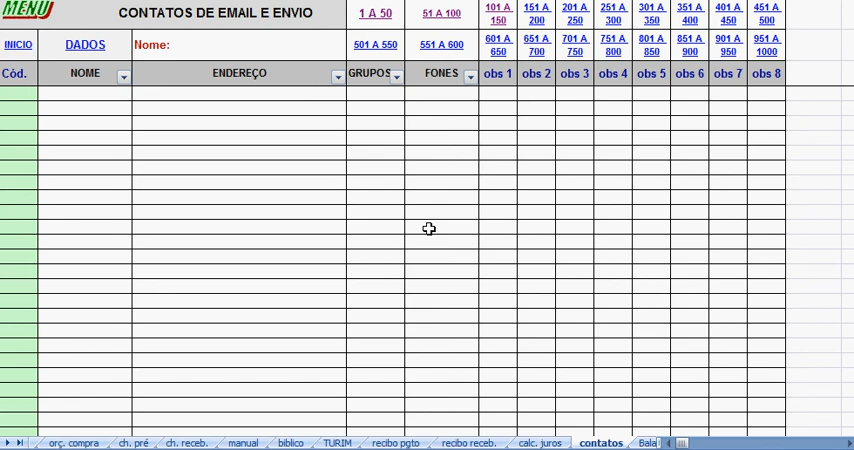 MENU CONTATOS DE EMAIL E ENVIO 1 A 50 51 A 100 101 A 150 151 A 200 201 A 250 251 A 300 301 A 350 351 A 400 401 A 450 451 A 500
INICIO DADOS Nome: 501 A 550 551 A 600 601 A 650 651 A 700 701 A 750 751 A 800 801 A 850 851 A 900 901 A 950 951 A 1000
Cód. NOME ENDEREÇO GRUPOS FONES obs 1 obs 2 obs 3 obs 4 obs 5 obs 6 obs 7 obs 8
orç. compra ch. pré ch. receb. manual biblico TURIM recibo pgto recibo receb. calc. juros contatos Bala